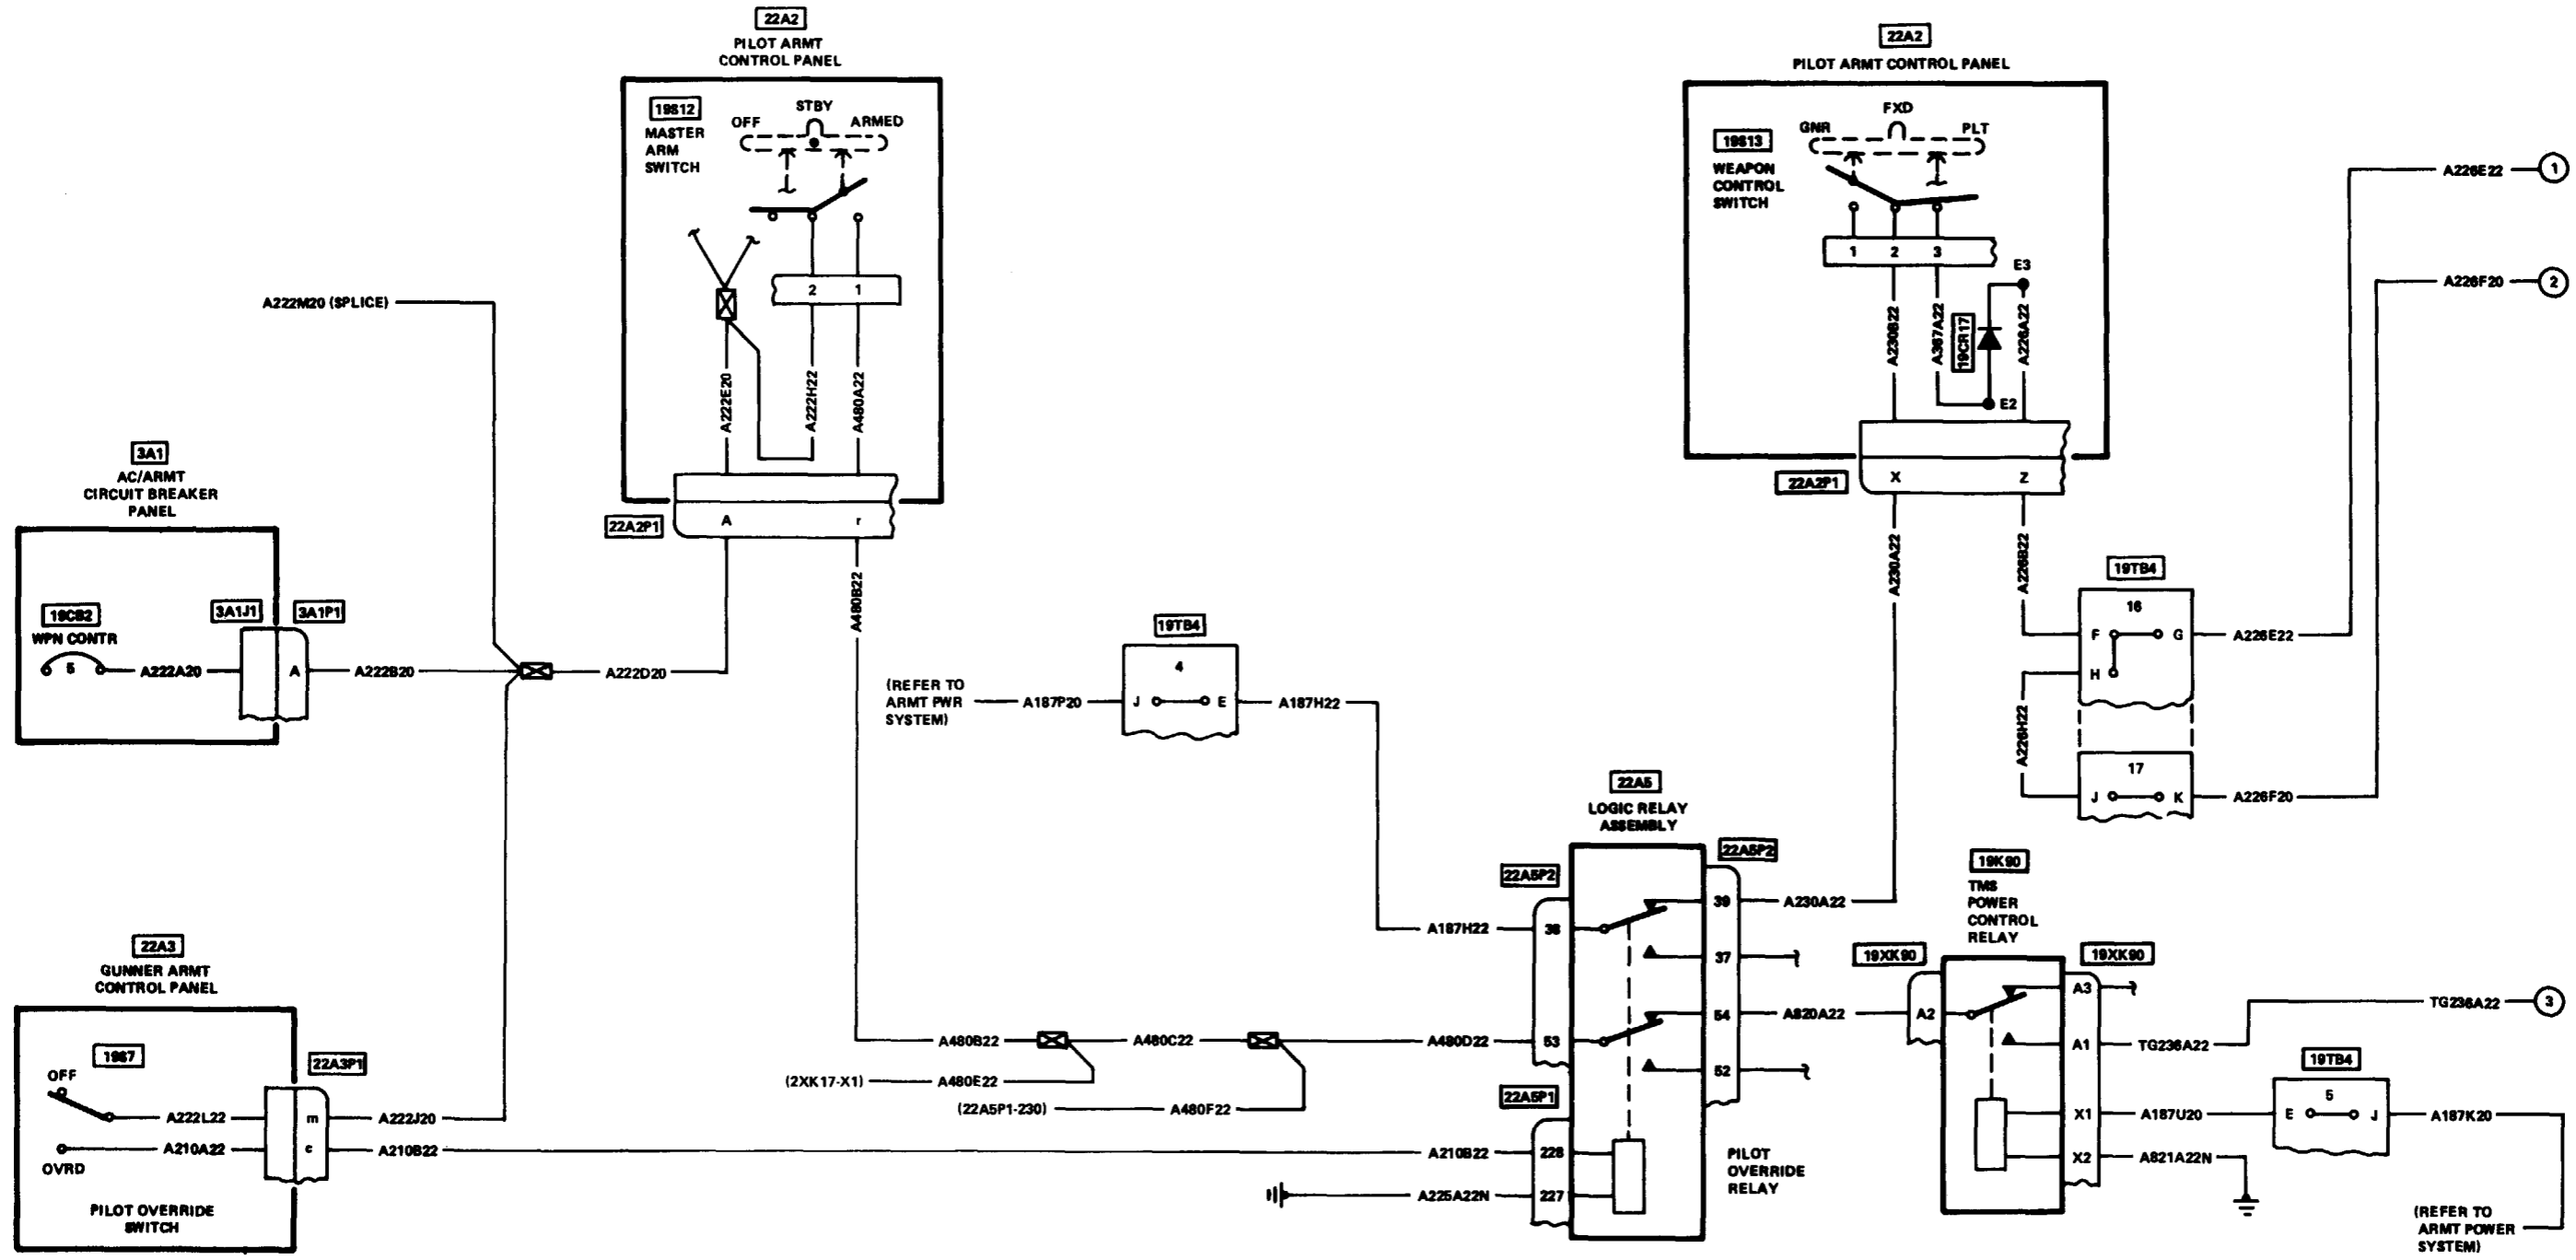 22A2
PILOT ARMT
CONTROL PANEL
19S12
MASTER
ARM
SWITCH
OFF
STBY
ARMED
2
1
A222E20
A222H22
A480A22
22A2P1
A
r
A222M20 (SPLICE)
3A1
AC/ARMT
CIRCUIT BREAKER
PANEL
19CB2
WPN CONTR
5
A222A20
3A1J1
3A1P1
A
A222B20
A222D20
A480B22
22A3
GUNNER ARMT
CONTROL PANEL
19S7
OFF
OVRD
A222L22
A210A22
22A3P1
m
c
A222J20
A210B22
PILOT OVERRIDE
SWITCH
(REFER TO
ARMT PWR
SYSTEM)
A187P20
19TB4
4
J
E
A187H22
A480B22
A480C22
A480D22
(2XK17-X1)
A480E22
(22A5P1-230)
A480F22
A187H22
A210B22
A225A22N
22A2
PILOT ARMT CONTROL PANEL
19S13
WEAPON
CONTROL
SWITCH
GNR
FXD
PLT
1
2
3
A230B22
A367A22
19CR17
E3
A226A22
E2
22A2P1
X
Z
A230A22
A226B22
19TB4
16
F
G
H
A226H22
17
J
K
A226E22
A226F20
A226E22
1
A226F20
2
22A5
LOGIC RELAY
ASSEMBLY
22A5P2
38
53
22A5P1
228
227
22A5P2
39
37
54
52
A230A22
A820A22
PILOT
OVERRIDE
RELAY
19K90
TMS
POWER
CONTROL
RELAY
19XK90
A2
19XK90
A3
A1
X1
X2
TG236A22
A187U20
A821A22N
TG236A22
3
19TB4
5
E
J
A187K20
(REFER TO
ARMT POWER
SYSTEM)